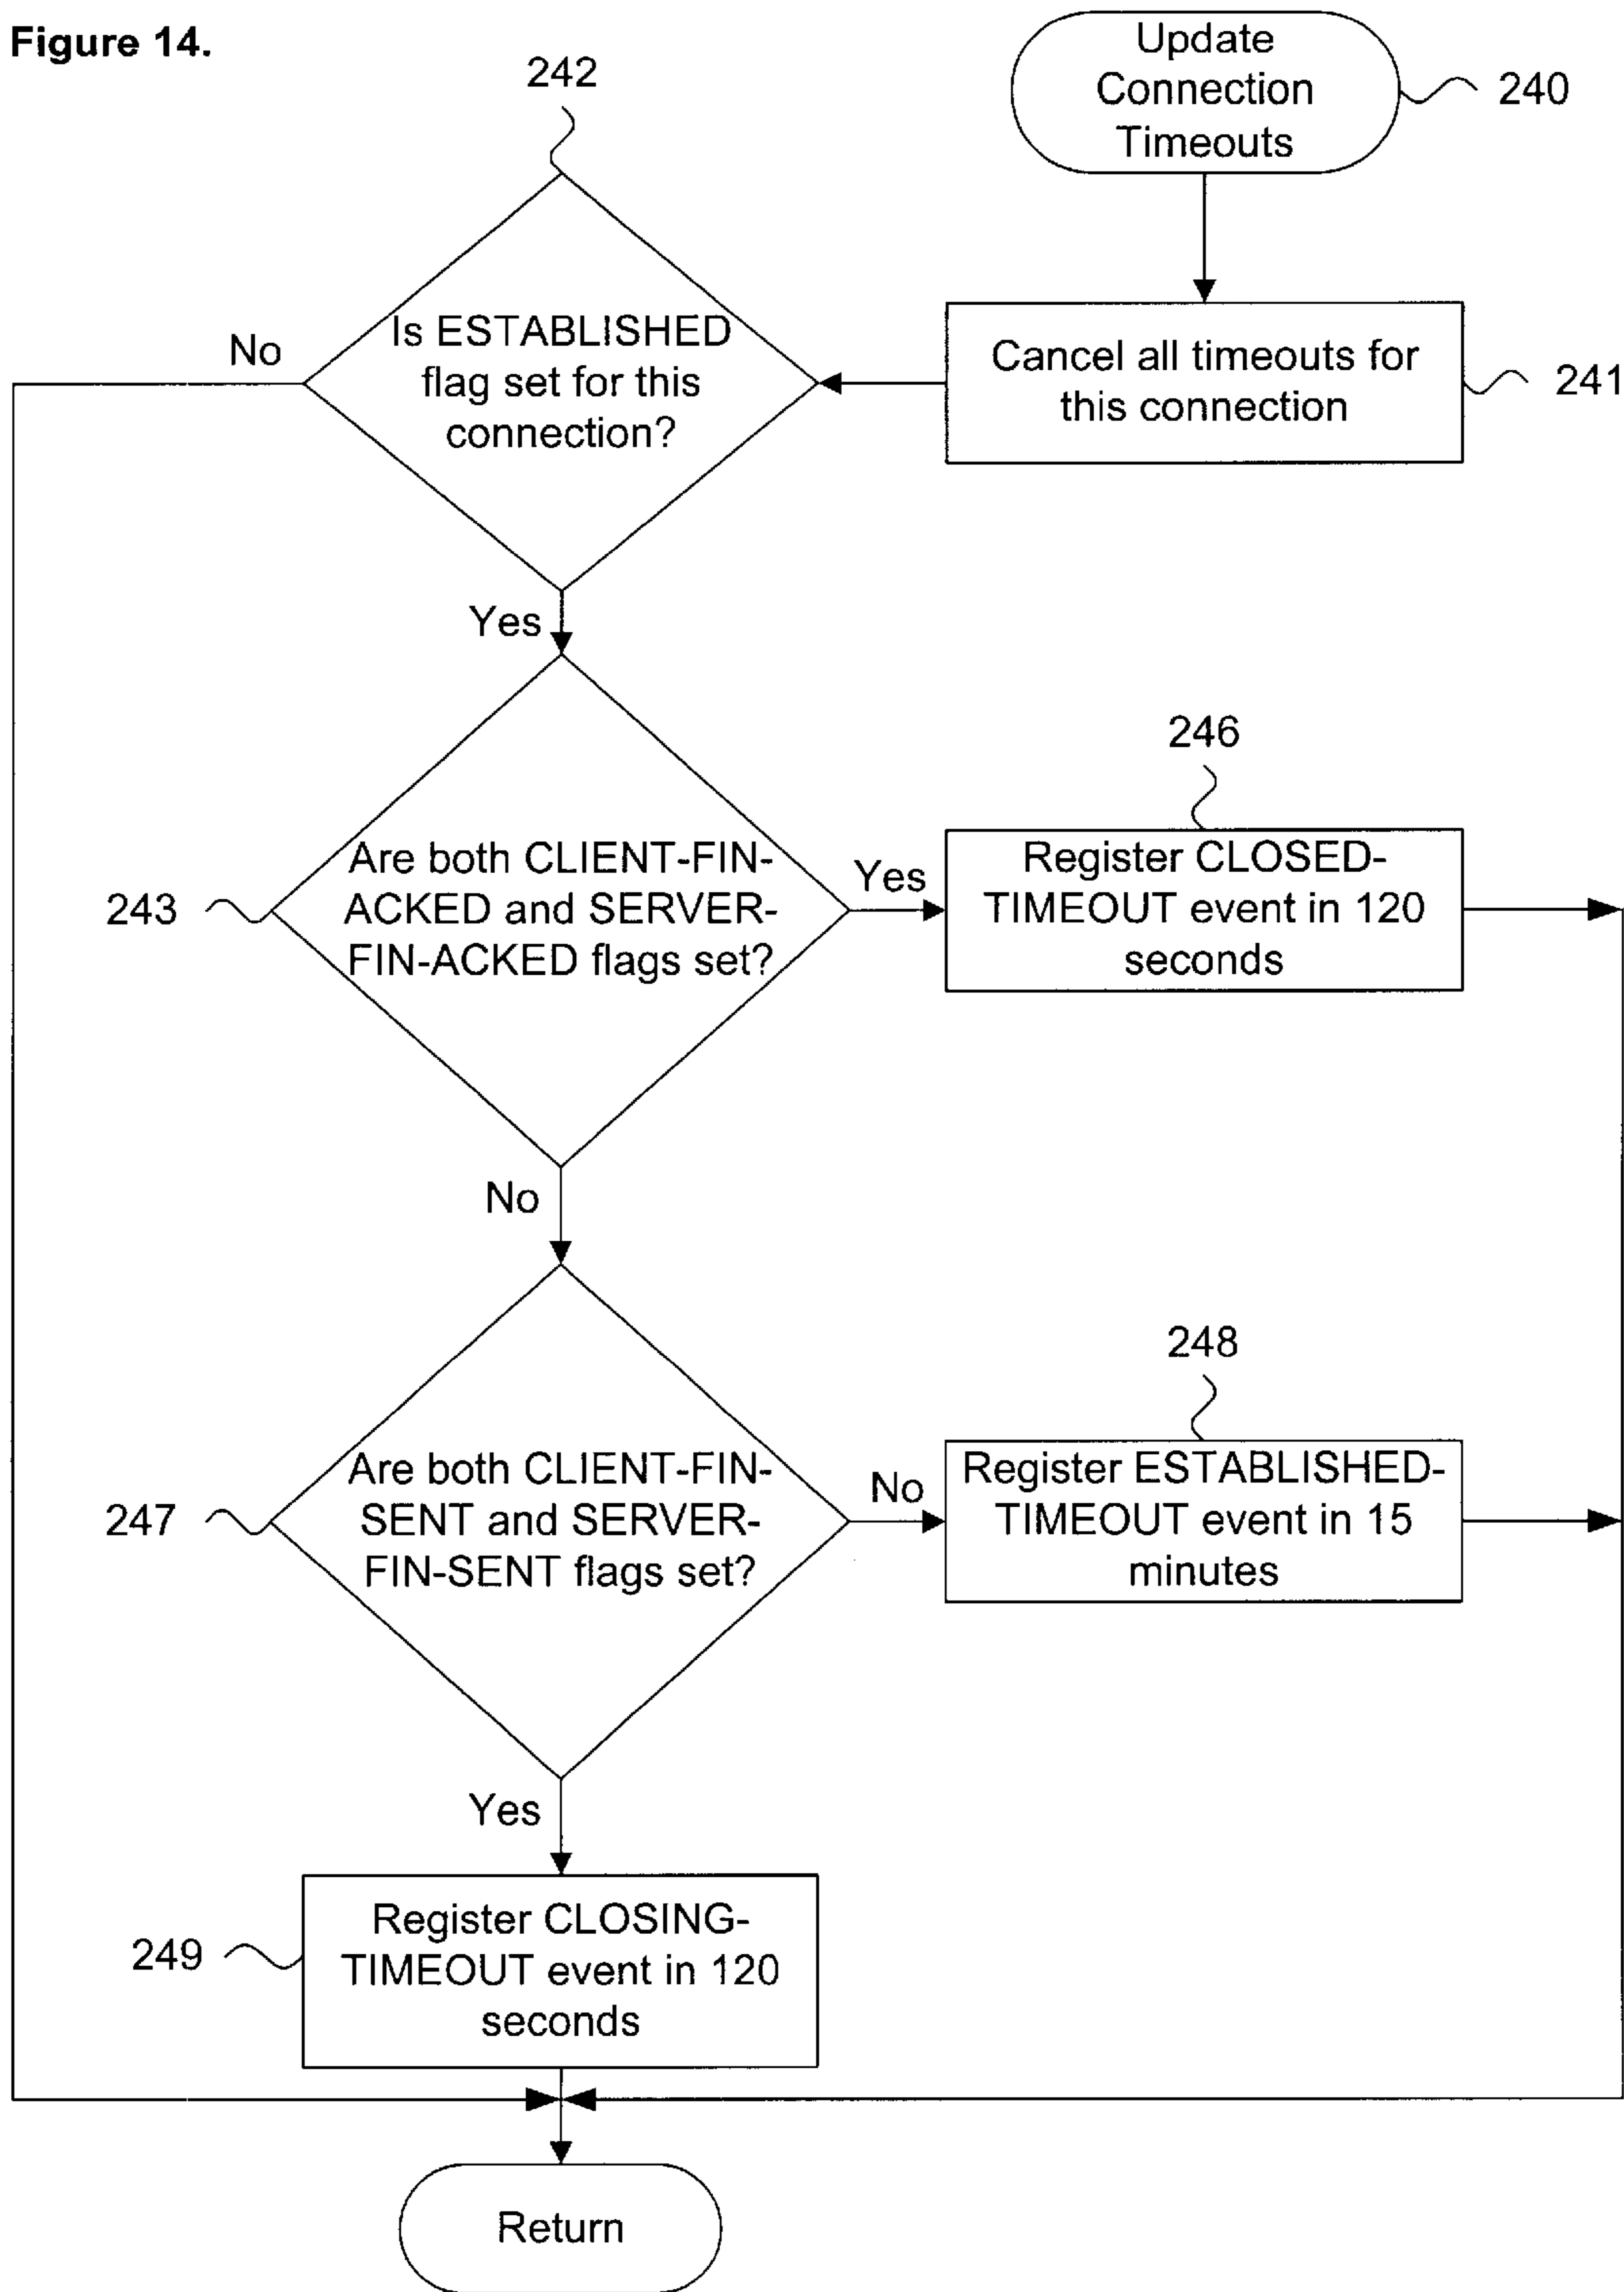 Figure 14.
Update
Connection
Timeouts
240
242
Is ESTABLISHED
flag set for this
connection?
No
Cancel all timeouts for
this connection
241
Yes
Are both CLIENT-FIN-
ACKED and SERVER-
FIN-ACKED flags set?
243
Yes
246
Register CLOSED-
TIMEOUT event in 120
seconds
No
Are both CLIENT-FIN-
SENT and SERVER-
FIN-SENT flags set?
247
No
248
Register ESTABLISHED-
TIMEOUT event in 15
minutes
Yes
Register CLOSING-
TIMEOUT event in 120
seconds
249
Return